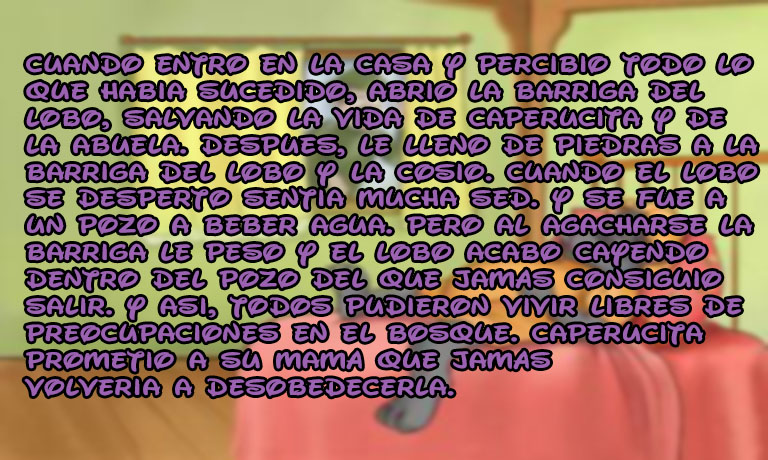 CUANDO ENTRO EN LA CASA Y PERCIBIO TODO LO
QUE HABIA SUCEDIDO, ABRIO LA BARRIGA DEL
LOBO, SALVANDO LA VIDA DE CAPERUCITA Y DE
LA ABUELA. DESPUES, LE LLENO DE PIEDRAS A LA
BARRIGA DEL LOBO Y LA COSIO. CUANDO EL LOBO
SE DESPERTO SENTIA MUCHA SED. Y SE FUE A
UN POZO A BEBER AGUA. PERO AL AGACHARSE LA
BARRIGA LE PESO Y EL LOBO ACABO CAYENDO
DENTRO DEL POZO DEL QUE JAMAS CONSIGUIO
SALIR. Y ASI, TODOS PUDIERON VIVIR LIBRES DE
PREOCUPACIONES EN EL BOSQUE. CAPERUCITA
PROMETIO A SU MAMA QUE JAMAS
VOLVERIA A DESOBEDECERLA.